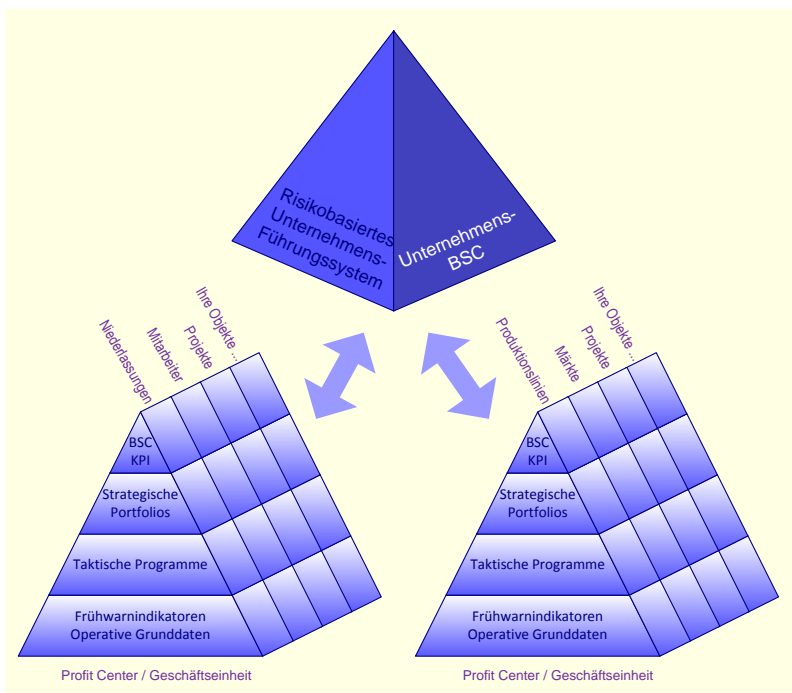 Risikobasiertes
Unternehmens-
Führungssystem
Unternehmens-
BSC
Niederlassungen
Mitarbeiter
Projekte
Ihre Objekte ...
BSC
KPI
Strategische
Portfolios
Taktische Programme
Frühwarnindikatoren
Operative Grunddaten
Profit Center / Geschäftseinheit
Produktionslinien
Märkte
Projekte
Ihre Objekte ...
BSC
KPI
Strategische
Portfolios
Taktische Programme
Frühwarnindikatoren
Operative Grunddaten
Profit Center / Geschäftseinheit